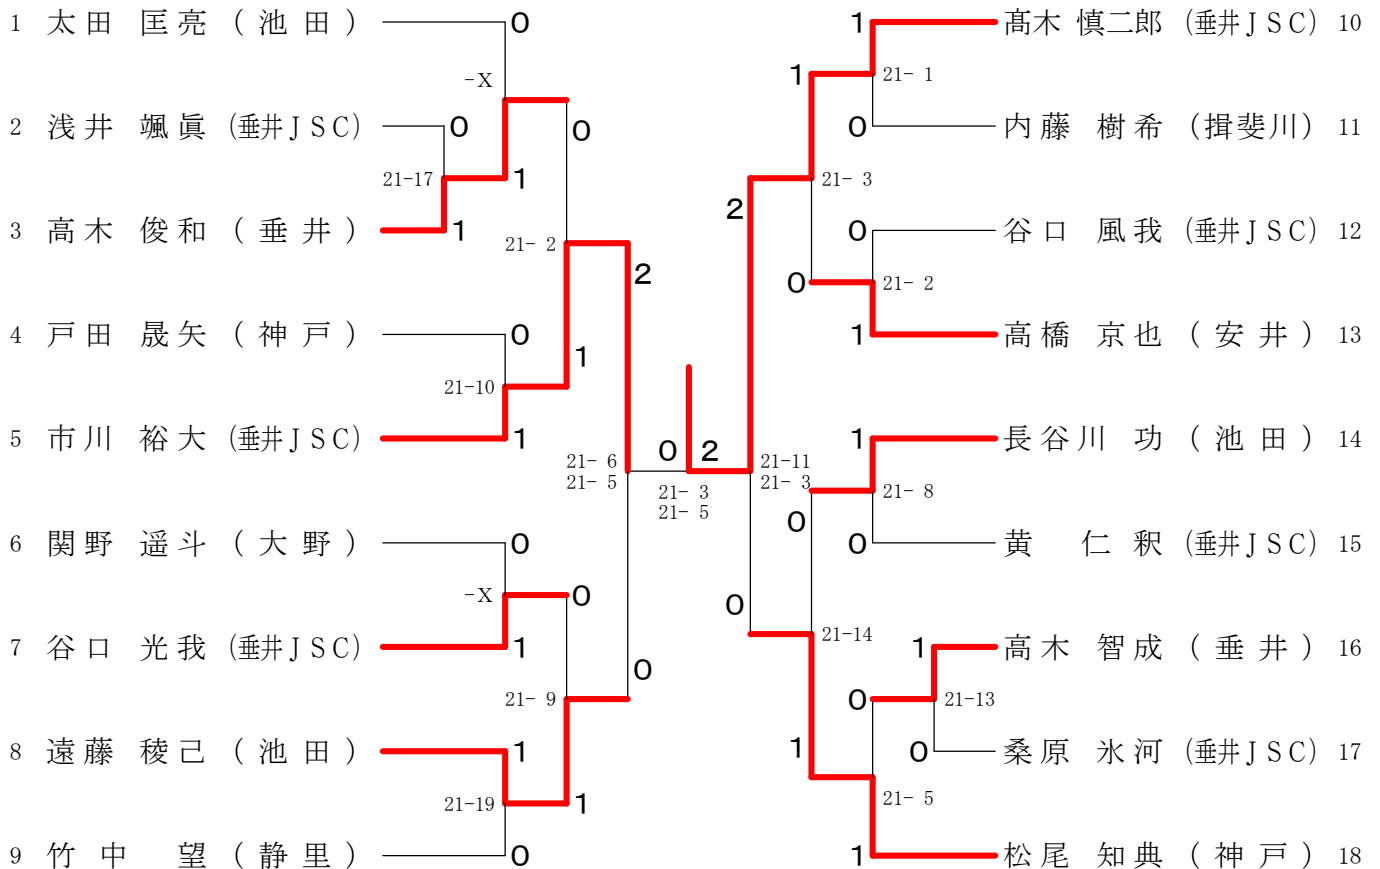 1 太田 匡亮 (池田) 0
-X
2 浅井 颯眞 (垂井JSC) 0
0
21-17
1
3 高木 俊和 (垂井) 1
21- 2
2
4 戸田 晟矢 (神戸) 0
1
21-10
5 市川 裕大 (垂井JSC) 1
21- 6
21- 5
6 関野 遥斗 (大野) 0
-X
0
7 谷口 光我 (垂井JSC) 1
0
21- 9
8 遠藤 稜己 (池田) 1
21-19
1
9 竹中 望 (静里) 0
0 2
21- 3
21- 5
1 髙木 慎二郎 (垂井JSC) 10
1
21- 1
0 内藤 樹希 (揖斐川) 11
21- 3
2
0 谷口 風我 (垂井JSC) 12
0
21- 2
1 高橋 京也 (安井) 13
1 長谷川 功 (池田) 14
21-11
21- 3
21- 8
0
0 黄 仁釈 (垂井JSC) 15
0
21-14
1 高木 智成 (垂井) 16
0
21-13
1
0 桑原 氷河 (垂井JSC) 17
21- 5
1 松尾 知典 (神戸) 18